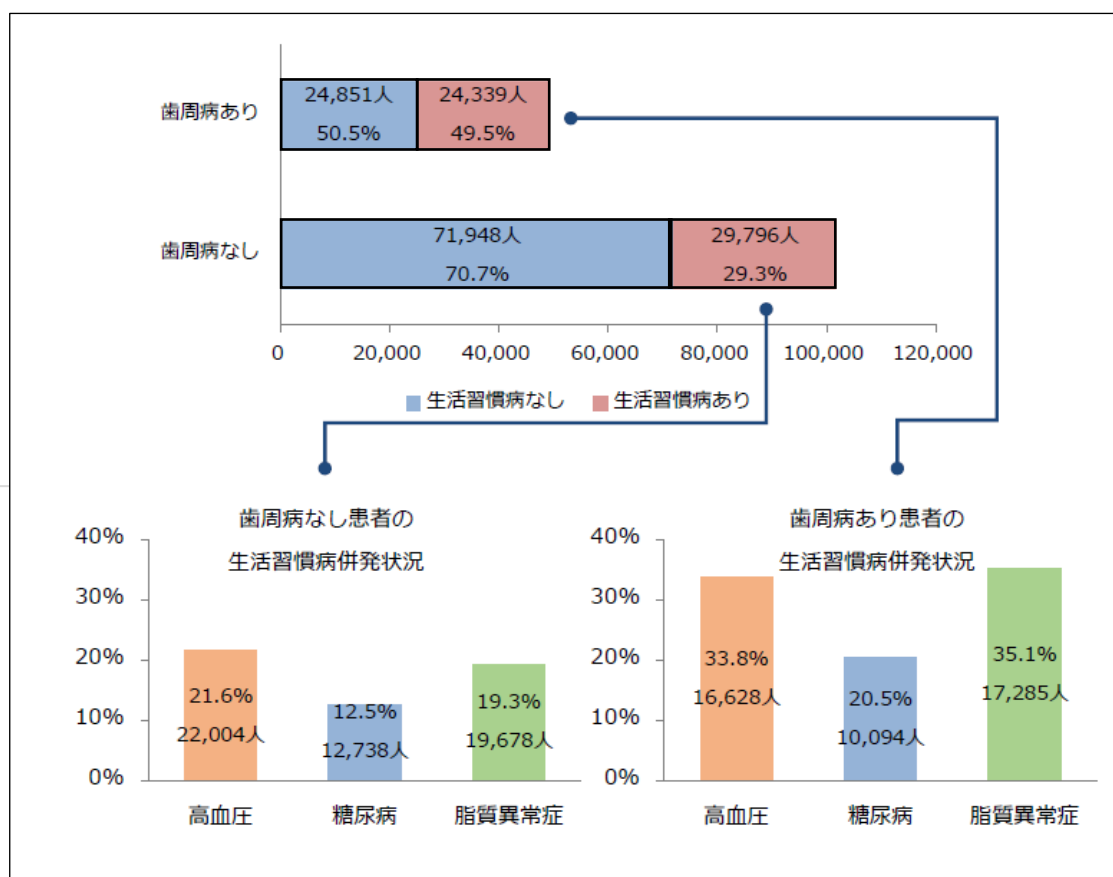 歯周病あり
24,851人
24,339人
50.5%
49.5%
歯周病なし
71,948人
29,796人
70.7%
29.3%
0
20,000
40,000
60,000
80,000
100,000
120,000
生活習慣病なし
生活習慣病あり
歯周病なし患者の
生活習慣病併発状況
40%
30%
20%
10%
0%
21.6%
22,004人
12.5%
12,738人
19.3%
19,678人
高血圧
糖尿病
脂質異常症
歯周病あり患者の
生活習慣病併発状況
40%
30%
20%
10%
0%
33.8%
16,628人
20.5%
10,094人
35.1%
17,285人
高血圧
糖尿病
脂質異常症